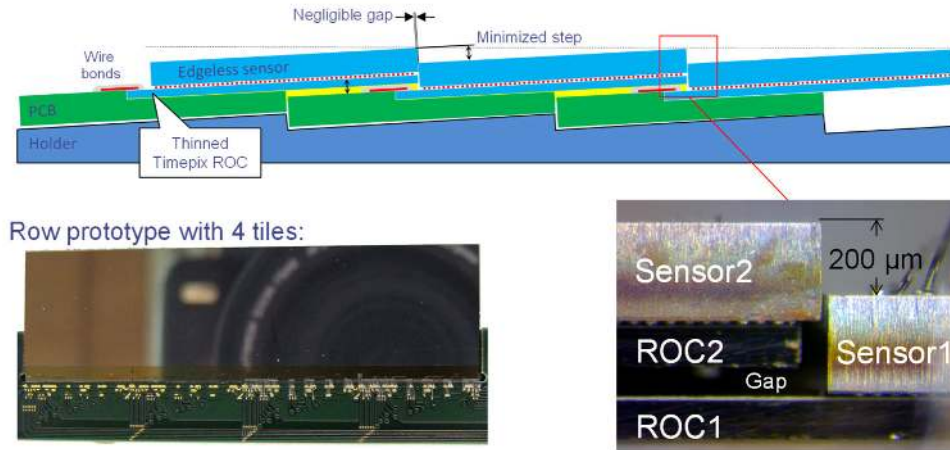 Negligible gap
Minimized step
Wire
bonds
Edgeless sensor
PCB
Thinned
Timepix ROC
Holder
Row prototype with 4 tiles:
200 µm
Sensor2
Sensor1
ROC2
Gap
ROC1